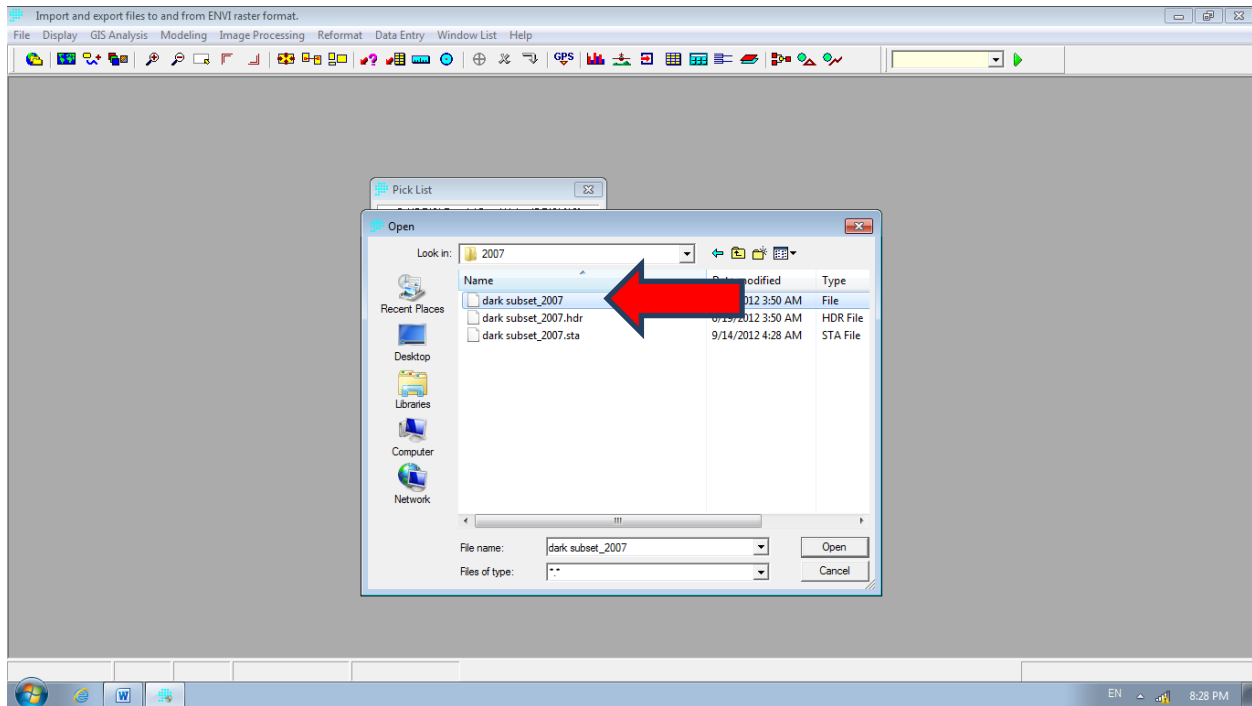 Import and export files to and from ENVI raster format.
File Display GIS Analysis Modeling Image Processing Reformat Data Entry Window List Help
GPS
Pick List
Open
Look in: 2007
Name modified Type
dark subset_2007 2012 3:50 AM File
dark subset_2007.hdr 3:50 AM HDR File
dark subset_2007.sta 9/14/2012 4:28 AM STA File
Recent Places
Desktop
Libraries
Computer
Network
File name: dark subset_2007 Open
Files of type: *.* Cancel
EN 8:28 PM